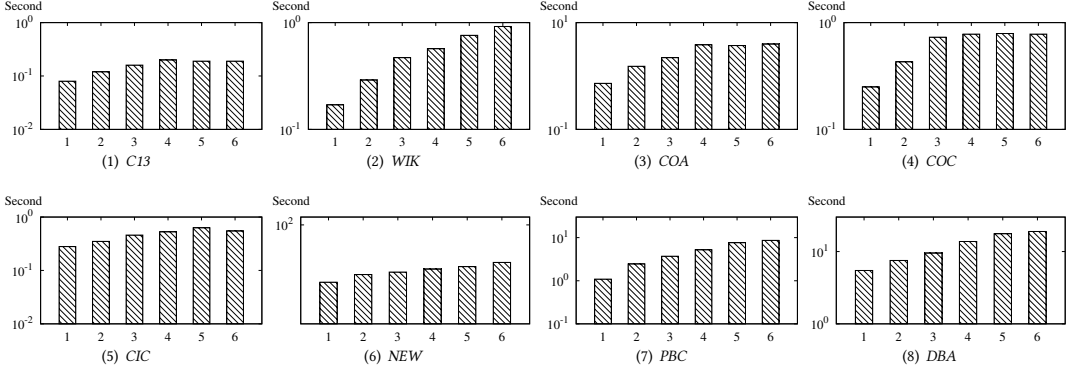 Second Second Second Second
10^0 10^0 10^1 10^0
10^-1
10^-2 10^-1 10^-1 10^-1
1 2 3 4 5 6 1 2 3 4 5 6 1 2 3 4 5 6 1 2 3 4 5 6
(1) C13 (2) WIK (3) COA (4) COC
Second Second Second Second
10^0 10^2 10^1 10^1
10^-1 10^0
10^-2 10^-1 10^0
1 2 3 4 5 6 1 2 3 4 5 6 1 2 3 4 5 6 1 2 3 4 5 6
(5) CIC (6) NEW (7) PBC (8) DBA